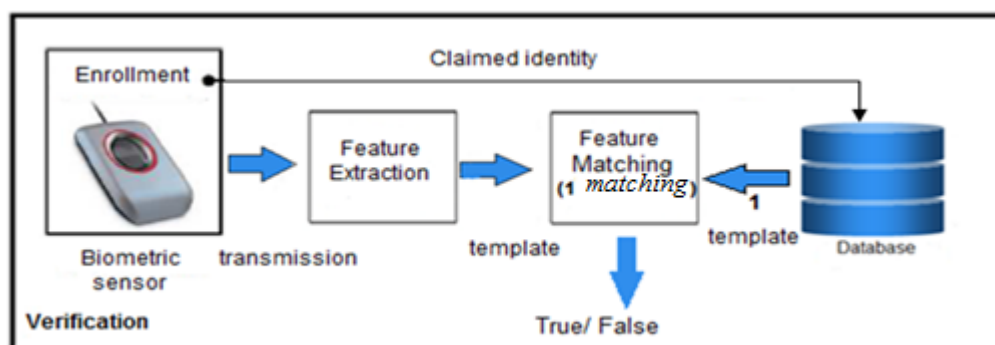 Enrollment
Claimed identity
Feature
Extraction
Feature
Matching
(1 matching)
1
Biometric
sensor
transmission
template
template
Database
True/ False
Verification